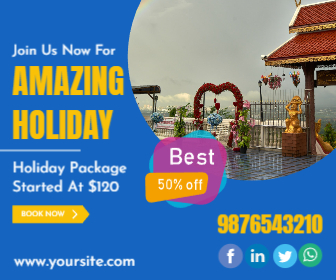 Join Us Now For
AMAZING
HOLIDAY
Holiday Package
Started At $120
BOOK NOW
Best
50% off
9876543210
www.yoursite.com